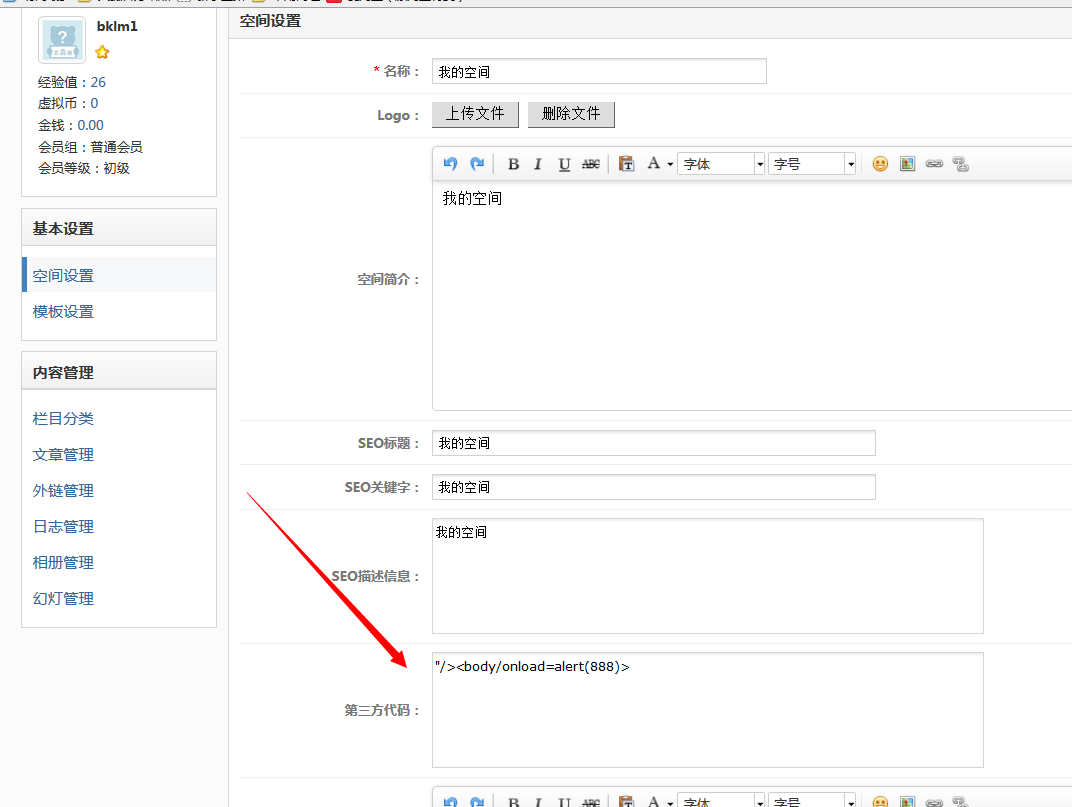 bklm1
经验值：26
虚拟币：0
金钱：0.00
会员组：普通会员
会员等级：初级
基本设置
空间设置
模板设置
内容管理
栏目分类
文章管理
外链管理
日志管理
相册管理
幻灯管理
空间设置
* 名称： 我的空间
Logo： 上传文件 删除文件
B I U ABC A 字体 字号
我的空间
空间简介：
SEO标题： 我的空间
SEO关键字： 我的空间
我的空间
SEO描述信息：
"/><body/onload=alert(888)>
第三方代码：
B I U ABC A 字体 字号